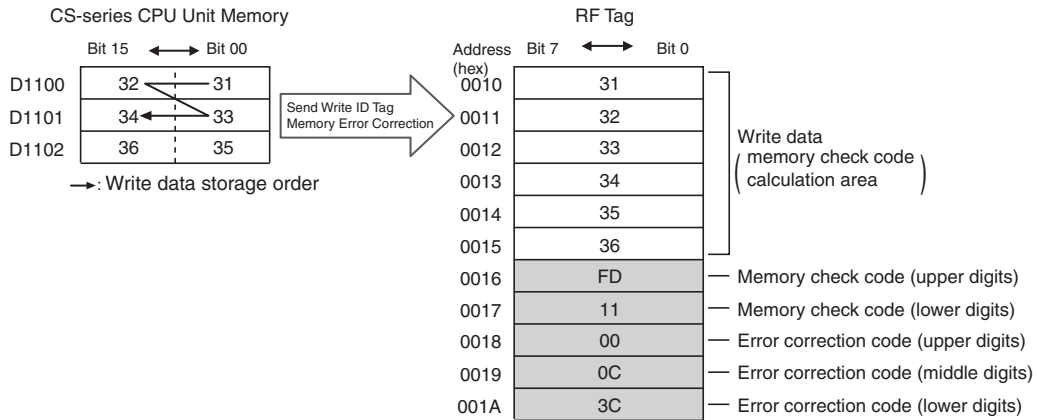 CS-series CPU Unit Memory
Bit 15 Bit 00
D1100 32 31
D1101 34 33
D1102 36 35
: Write data storage order
Send Write ID Tag
Memory Error Correction
RF Tag
Address
(hex)
Bit 7 Bit 0
0010 31
0011 32
0012 33
0013 34
0014 35
0015 36
Write data
( memory check code
calculation area )
0016 FD Memory check code (upper digits)
0017 11 Memory check code (lower digits)
0018 00 Error correction code (upper digits)
0019 0C Error correction code (middle digits)
001A 3C Error correction code (lower digits)